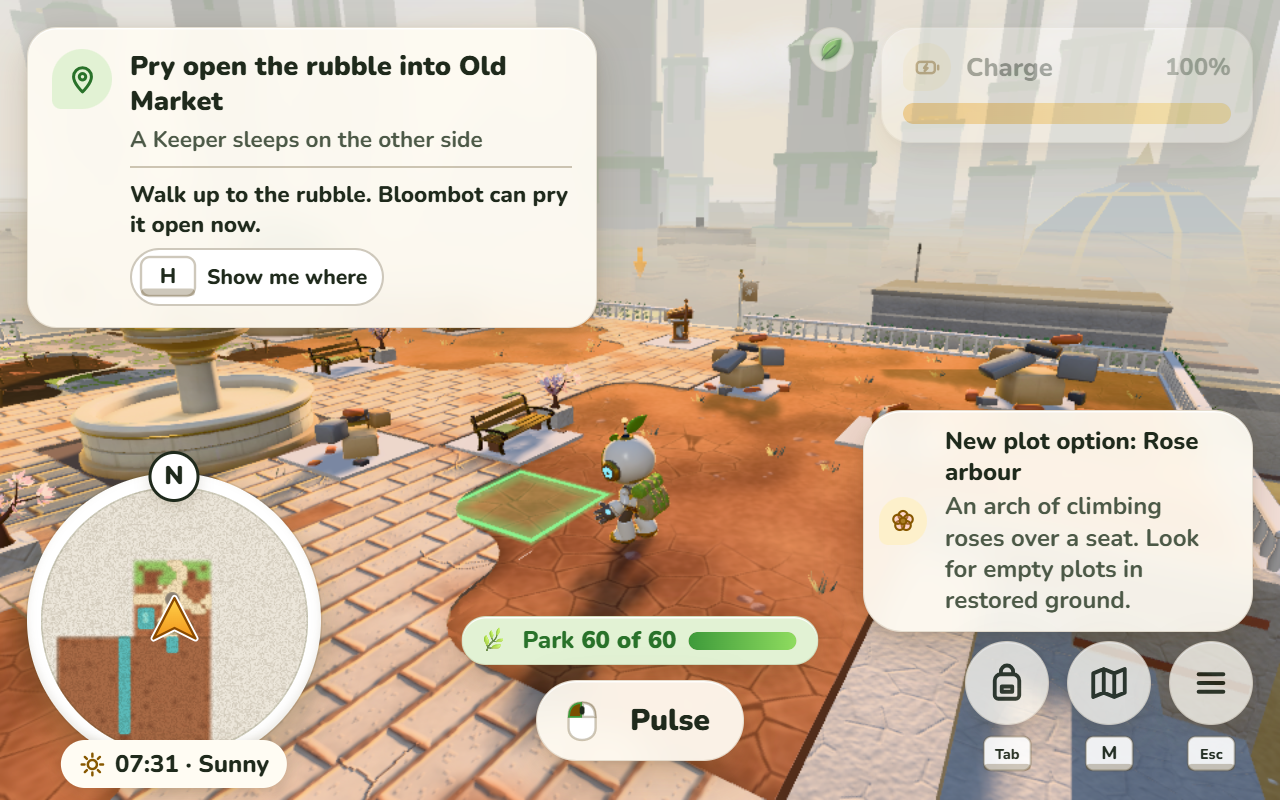 Pry open the rubble into Old
Market
A Keeper sleeps on the other side
Walk up to the rubble. Bloombot can pry
it open now.
H Show me where
Charge 100%
New plot option: Rose
arbour
An arch of climbing
roses over a seat. Look
for empty plots in
restored ground.
N
Park 60 of 60
Pulse
07:31 · Sunny
Tab
M
Esc